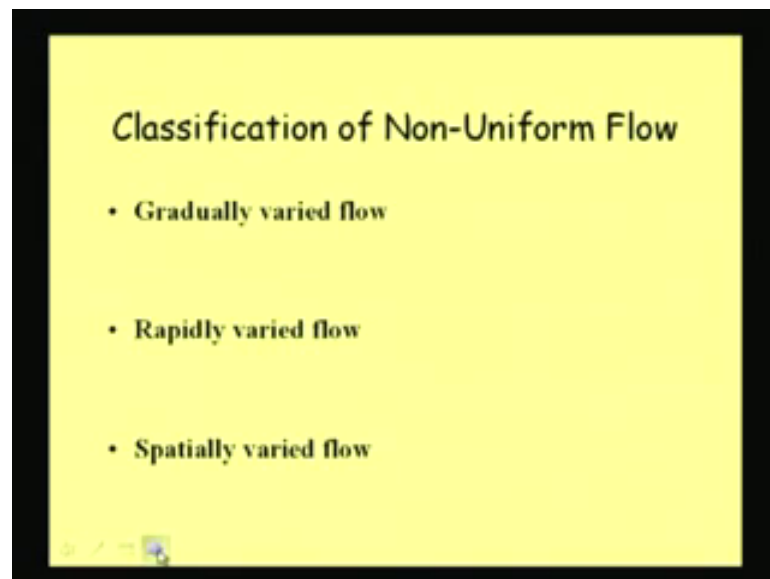 Classification of Non-Uniform Flow
• Gradually varied flow
• Rapidly varied flow
• Spatially varied flow